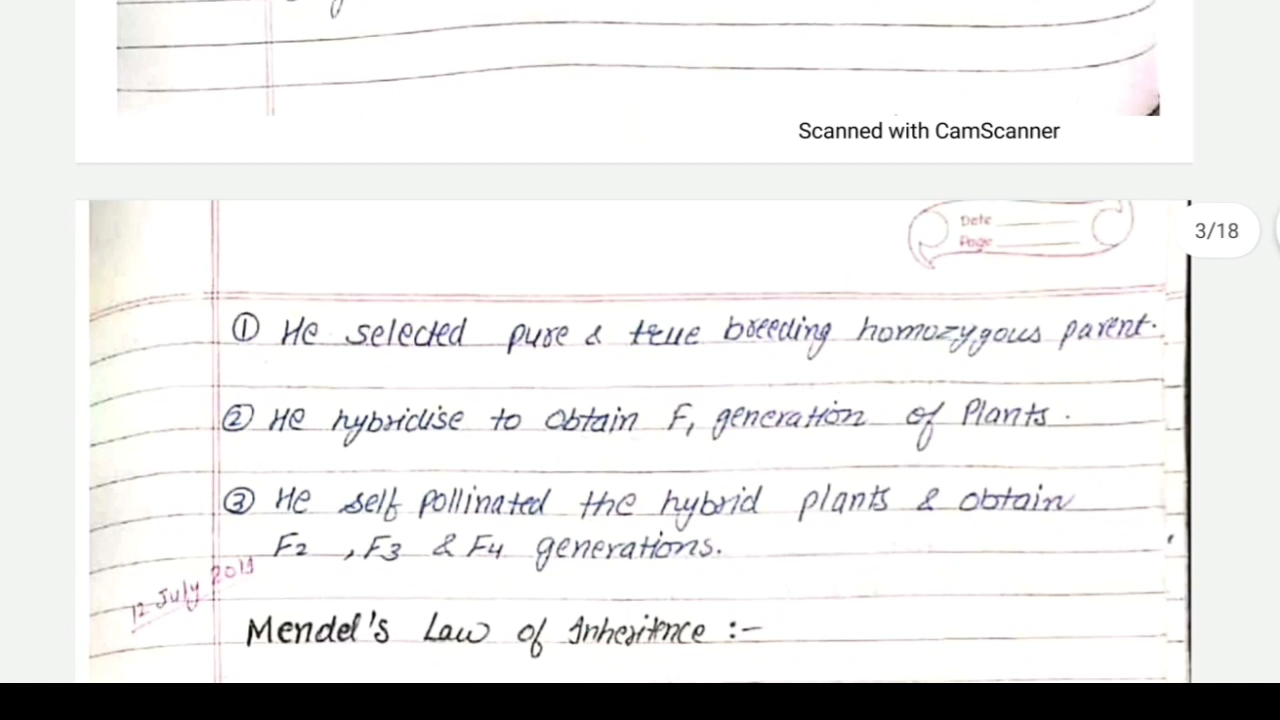 Scanned with CamScanner
3/18
Date
Page
① He selected pure & true breeding homozygous parent.
② He hybridise to obtain F₁ generation of Plants.
③ He self pollinated the hybrid plants & obtain
F2 , F3 & F4 generations.
12 July 2019
Mendel's Law of Inheritnce :-